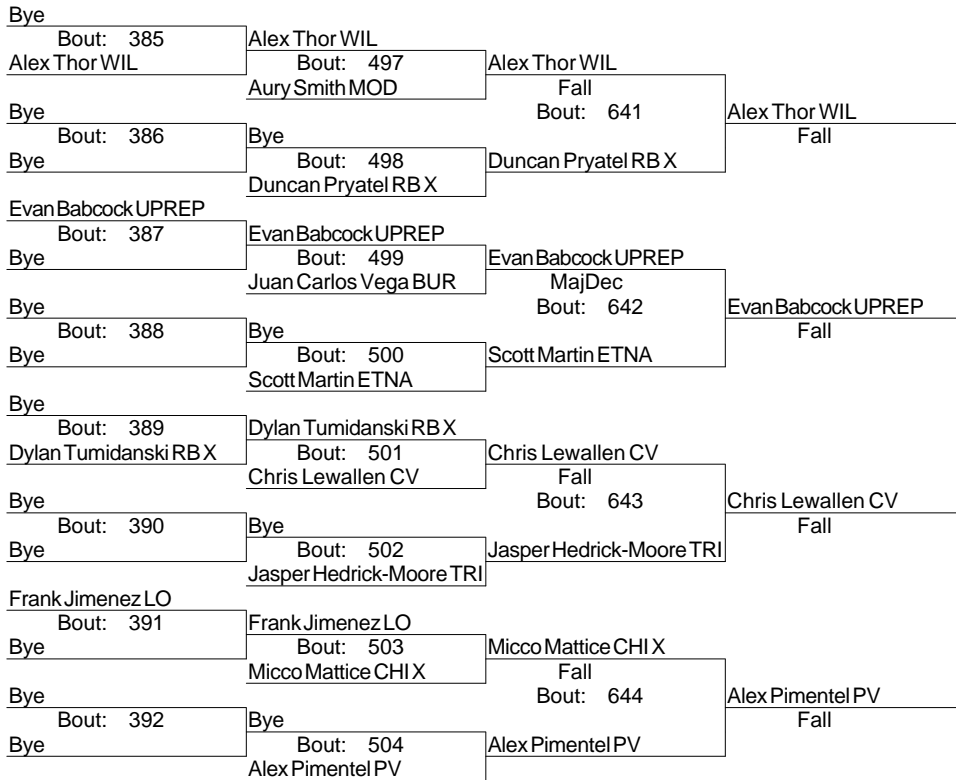 Bye
Bout: 385 Alex Thor WIL
Alex Thor WIL Bout: 497 Alex Thor WIL
Aury Smith MOD Fall
Bye Bout: 641 Alex Thor WIL
Bout: 386 Bye Fall
Bye Bout: 498 Duncan Pryatel RB X
Duncan Pryatel RB X
Evan Babcock UPREP
Bout: 387 Evan Babcock UPREP
Bye Bout: 499 Evan Babcock UPREP
Juan Carlos Vega BUR MajDec
Bye Bout: 642 Evan Babcock UPREP
Bout: 388 Bye Fall
Bye Bout: 500 Scott Martin ETNA
Scott Martin ETNA
Bye
Bout: 389 Dylan Tumidanski RB X
Dylan Tumidanski RB X Bout: 501 Chris Lewallen CV
Chris Lewallen CV Fall
Bye Bout: 643 Chris Lewallen CV
Bout: 390 Bye Fall
Bye Bout: 502 Jasper Hedrick-Moore TRI
Jasper Hedrick-Moore TRI
Frank Jimenez LO
Bout: 391 Frank Jimenez LO
Bye Bout: 503 Micco Mattice CHI X
Micco Mattice CHI X Fall
Bye Bout: 644 Alex Pimentel PV
Bout: 392 Bye Fall
Bye Bout: 504 Alex Pimentel PV
Alex Pimentel PV